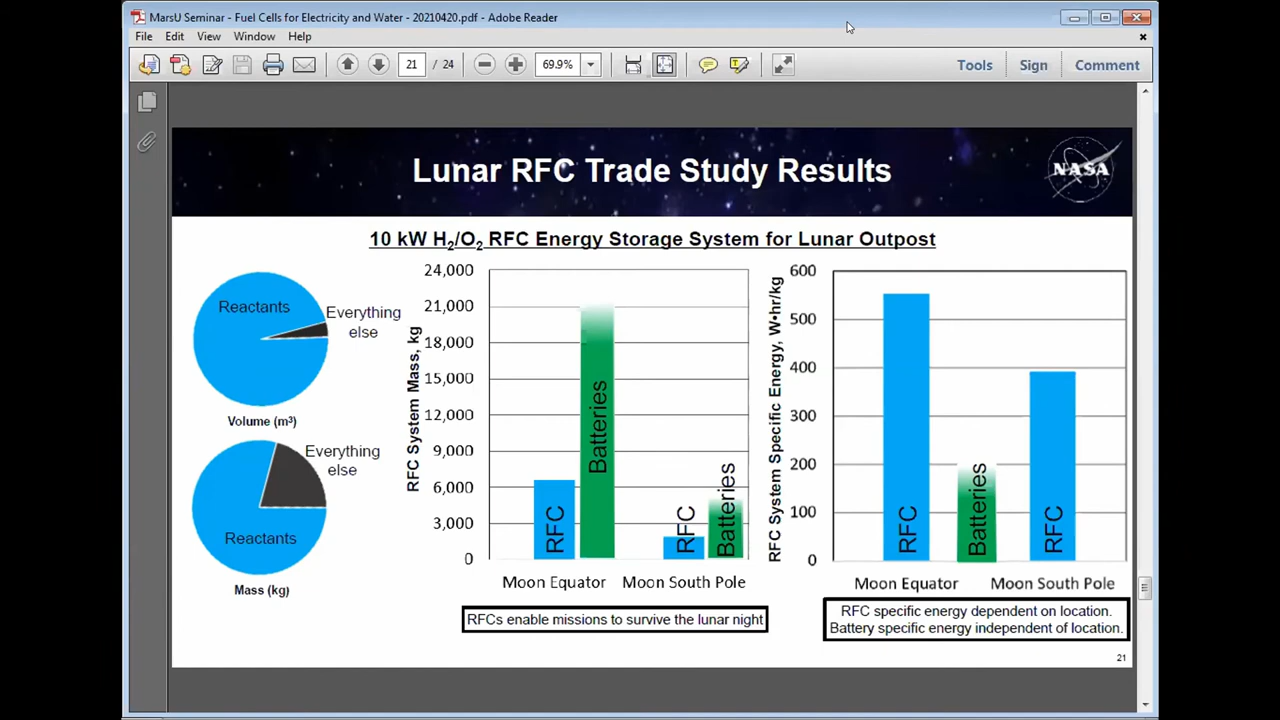 MarsU Seminar - Fuel Cells for Electricity and Water - 20210420.pdf - Adobe Reader
File Edit View Window Help
21 / 24 69.9% Tools Sign Comment
Lunar RFC Trade Study Results
NASA
10 kW H₂/O₂ RFC Energy Storage System for Lunar Outpost
Reactants
Everything
else
Volume (m³)
Everything
else
Reactants
Mass (kg)
RFC System Mass, kg
24,000
21,000
18,000
15,000
12,000
9,000
6,000
3,000
0
RFC
Batteries
RFC
Batteries
Moon Equator Moon South Pole
RFCs enable missions to survive the lunar night
RFC System Specific Energy, W•hr/kg
600
500
400
300
200
100
0
RFC
Batteries
RFC
Moon Equator Moon South Pole
RFC specific energy dependent on location.
Battery specific energy independent of location.
21